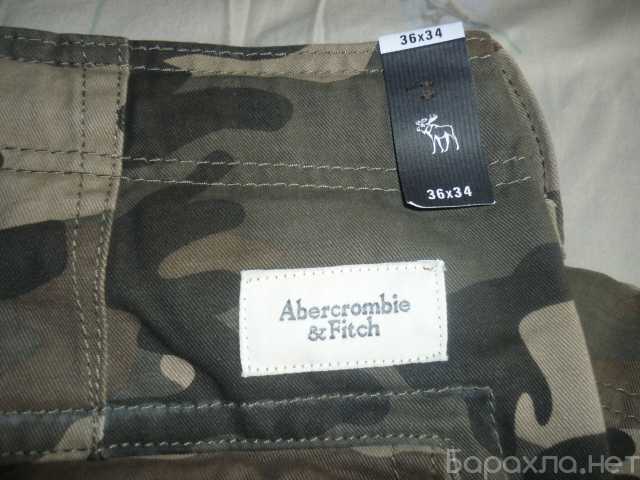 36x34
36x34
Abercrombie
& Fitch
Барахла.нет